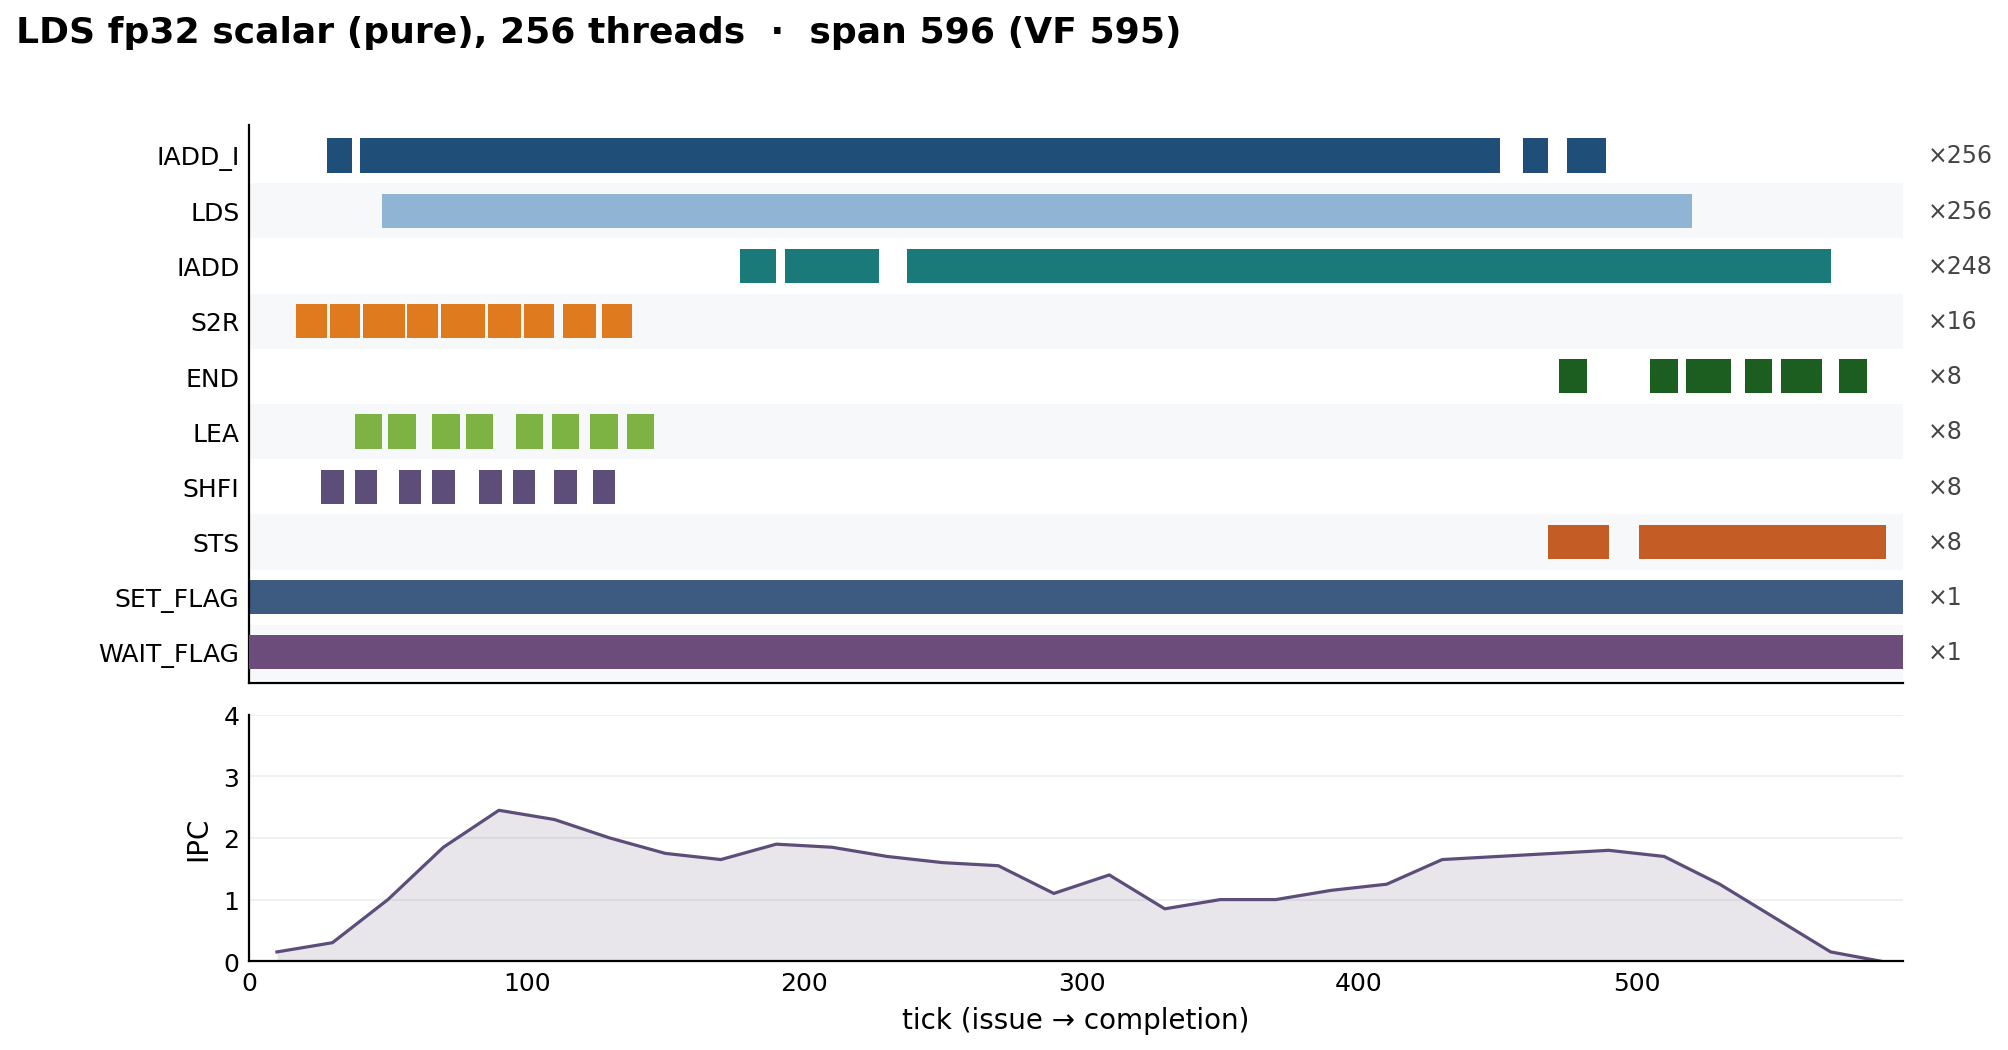 LDS fp32 scalar (pure), 256 threads · span 596 (VF 595)
IADD_I ×256
LDS ×256
IADD ×248
S2R ×16
END ×8
LEA ×8
SHFI ×8
STS ×8
SET_FLAG ×1
WAIT_FLAG ×1
4
3
2
1
0
IPC
0 100 200 300 400 500
tick (issue → completion)